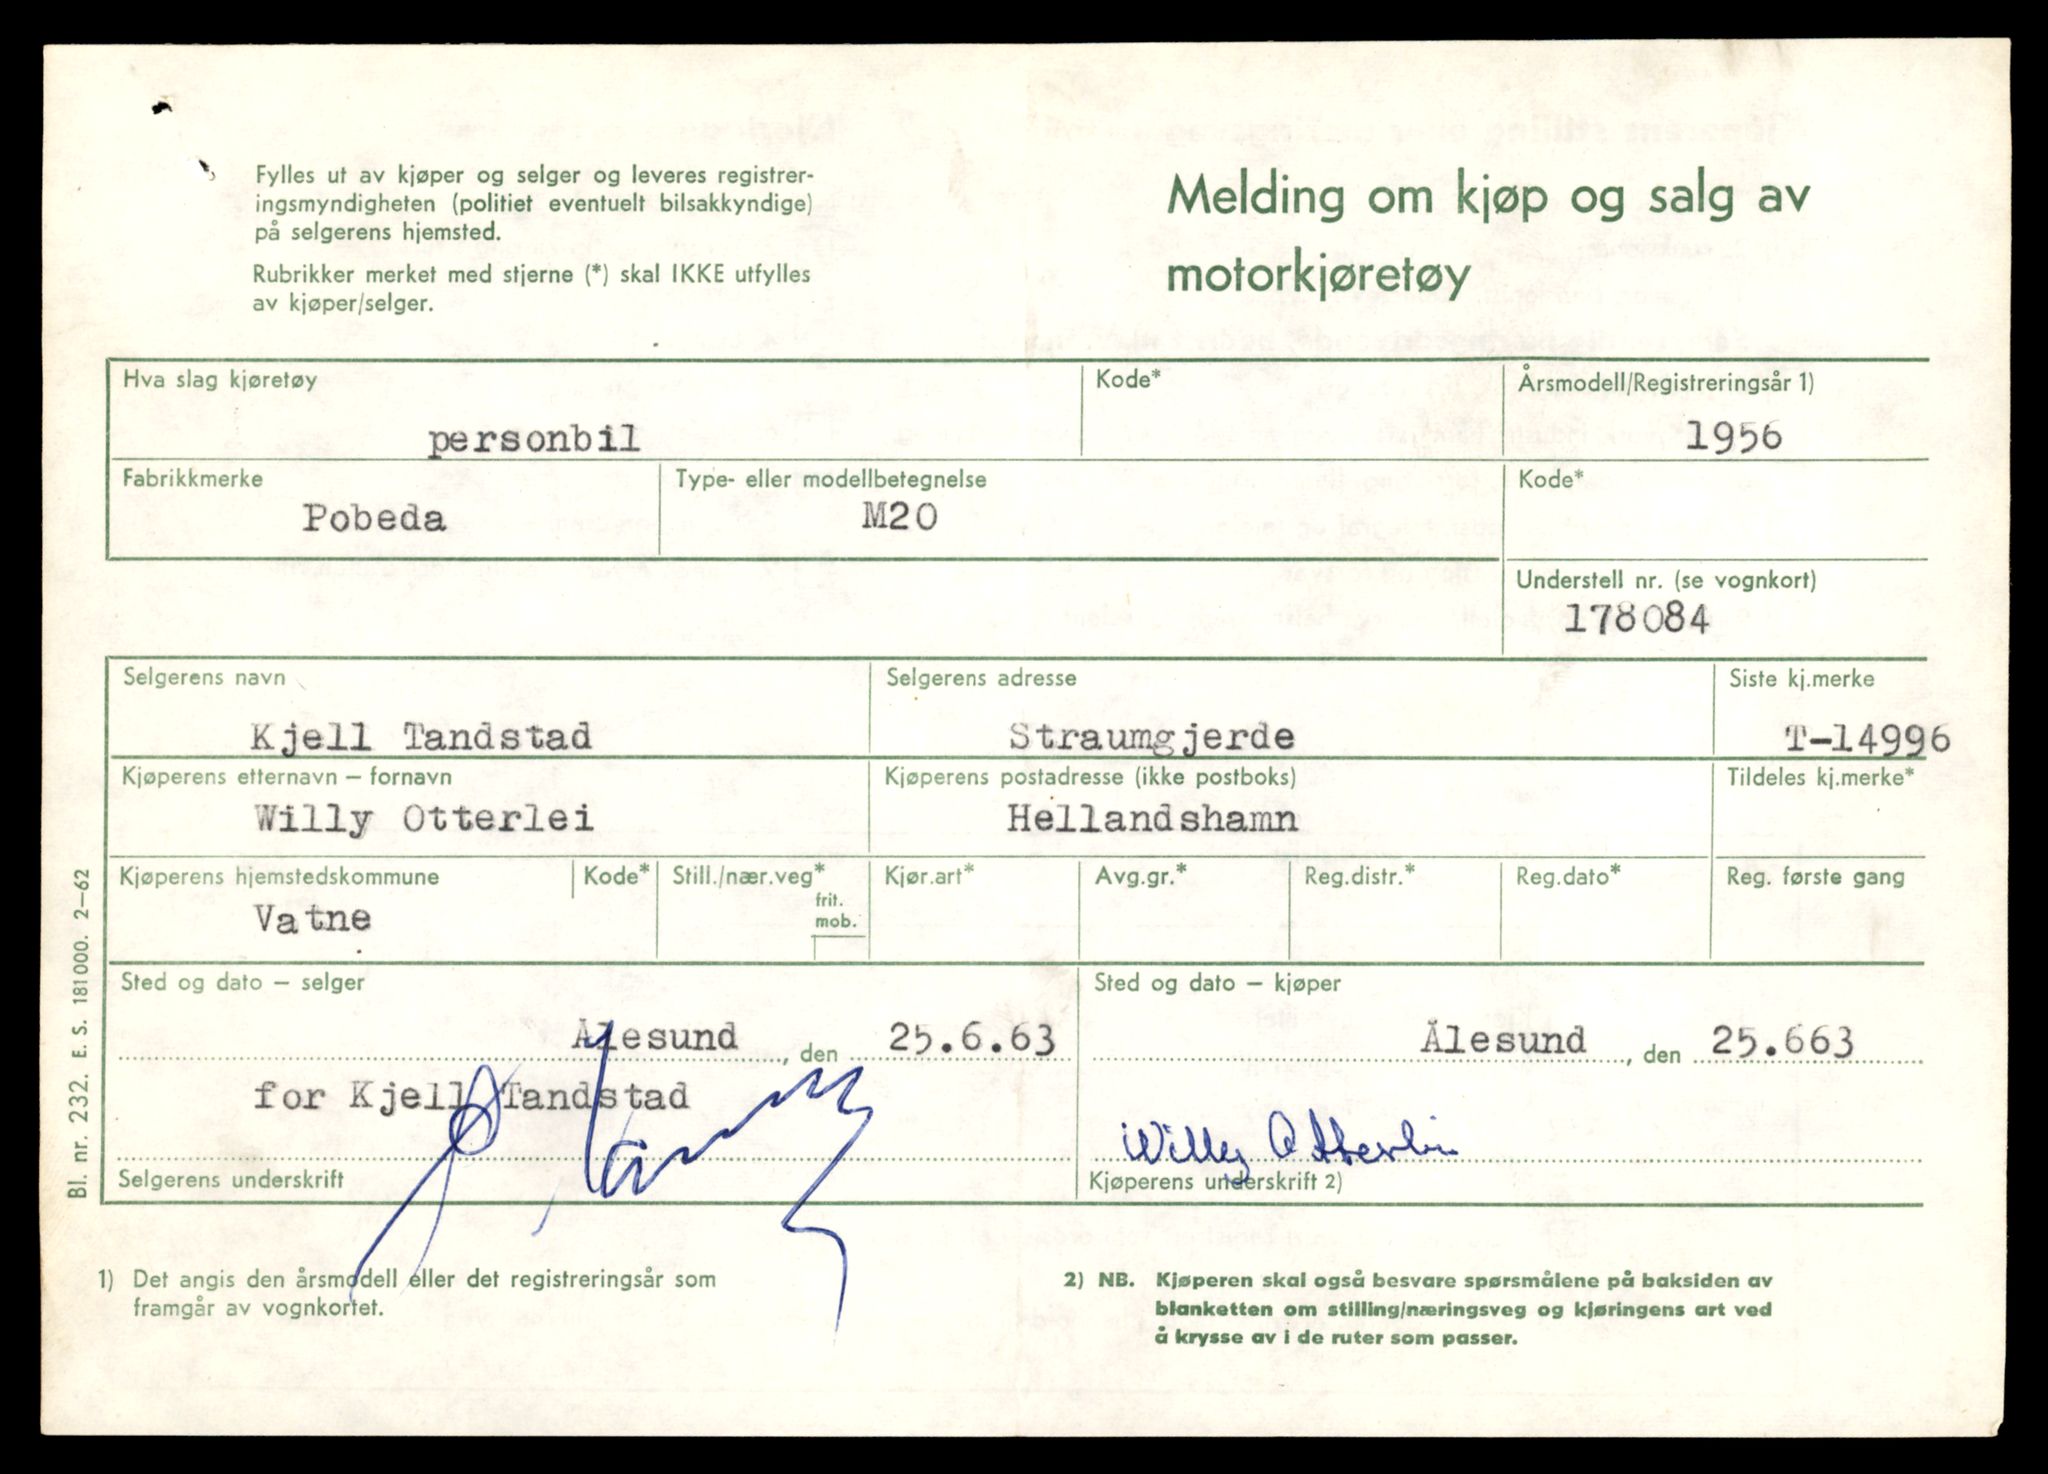 Fylles ut av kjøper og selger og leveres registrer-
ingsmyndigheten (politiet eventuelt bilsakkyndige)
på selgerens hjemsted.
Rubrikker merket med stjerne (*) skal IKKE utfylles
av kjøper/selger.
Melding om kjøp og salg av
motorkjøretøy
Hva slag kjøretøy
Kode*
Årsmodell/Registreringsår 1)
personbil
1956
Fabrikkmerke
Type- eller modellbetegnelse
Kode*
Pobeda
M20
Understell nr. (se vognkort)
178084
Selgerens navn
Selgerens adresse
Siste kj.merke
Kjell Tandstad
Straumgjerde
T-14996
Kjøperens etternavn – fornavn
Kjøperens postadresse (ikke postboks)
Tildeles kj.merke*
Willy Otterlei
Hellandshamn
Kjøperens hjemstedskommune
Kode*
Still./nær.veg*
frit.
mob.
Kjør.art*
Avg.gr.*
Reg.distr.*
Reg.dato*
Reg. første gang
Vatne
Sted og dato – selger
Sted og dato – kjøper
Ålesund, den 25.6.63
Ålesund, den 25.663
for Kjell Tandstad
Willy Otterlei
Selgerens underskrift
Kjøperens underskrift 2)
1) Det angis den årsmodell eller det registreringsår som
framgår av vognkortet.
2) NB. Kjøperen skal også besvare spørsmålene på baksiden av
blanketten om stilling/næringsveg og kjøringens art ved
å krysse av i de ruter som passer.
Bl. nr. 232. E. S. 181000. 2–62